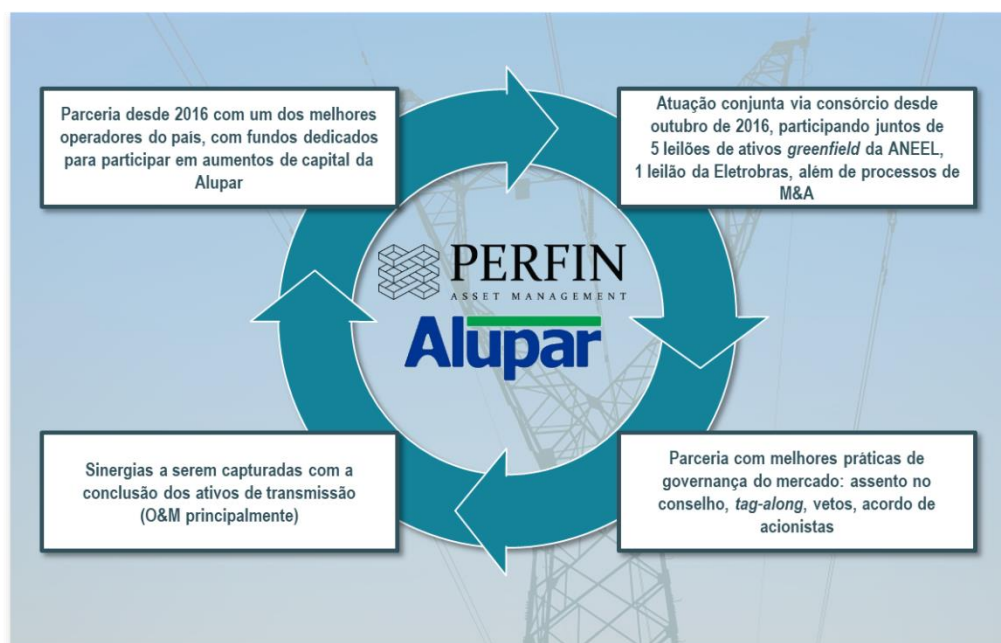 Parceria desde 2016 com um dos melhores
operadores do país, com fundos dedicados
para participar em aumentos de capital da
Alupar
Atuação conjunta via consórcio desde
outubro de 2016, participando juntos de
5 leilões de ativos greenfield da ANEEL,
1 leilão da Eletrobras, além de processos de
M&A
PERFIN
ASSET MANAGEMENT
Alupar
Sinergias a serem capturadas com a
conclusão dos ativos de transmissão
(O&M principalmente)
Parceria com melhores práticas de
governança do mercado: assento no
conselho, tag-along, vetos, acordo de
acionistas